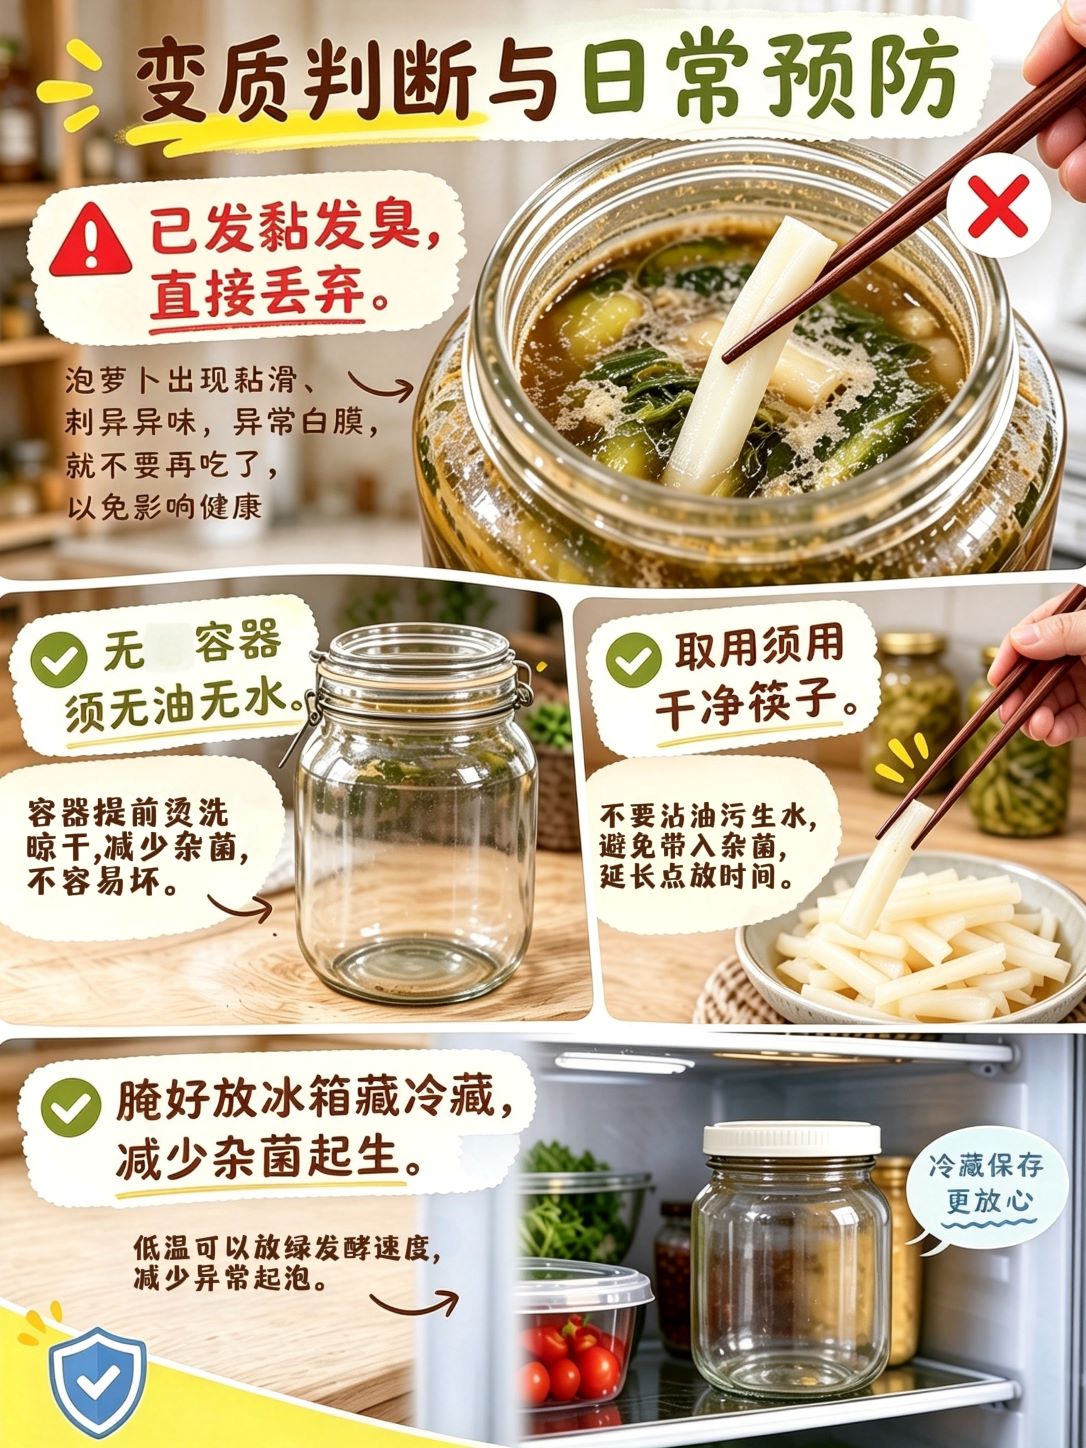 变质判断与日常预防
已发黏发臭，
直接丢弃。
泡萝卜出现黏滑、
刺异异味，异常白膜，
就不要再吃了，
以免影响健康
无 容器
须无油无水。
容器提前烫洗
晾干,减少杂菌,
不容易坏。
取用须用
干净筷子。
不要沾油污生水,
避免带入杂菌,
延长点放时间。
腌好放冰箱藏冷藏，
减少杂菌起生。
低温可以放绿发酵速度,
减少异常起泡。
冷藏保存
更放心